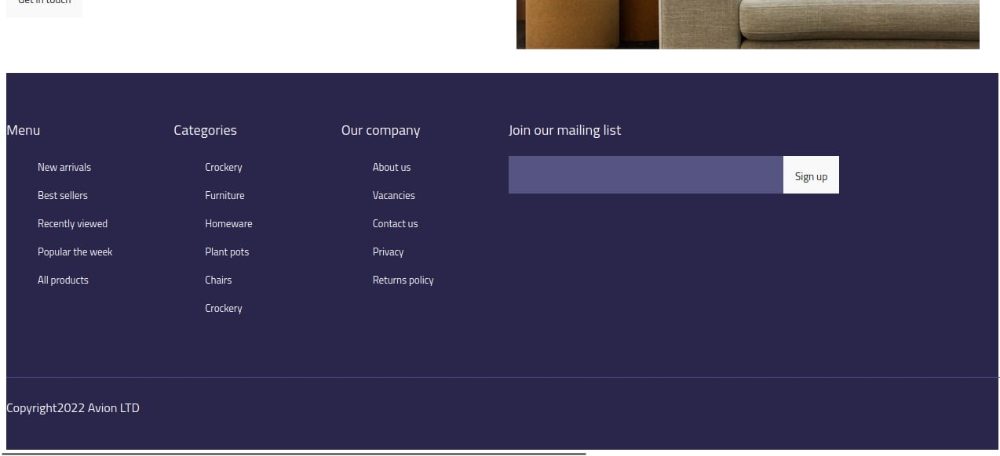 Get in touch
Menu
New arrivals
Best sellers
Recently viewed
Popular the week
All products
Categories
Crockery
Furniture
Homeware
Plant pots
Chairs
Crockery
Our company
About us
Vacancies
Contact us
Privacy
Returns policy
Join our mailing list
Sign up
Copyright2022 Avion LTD